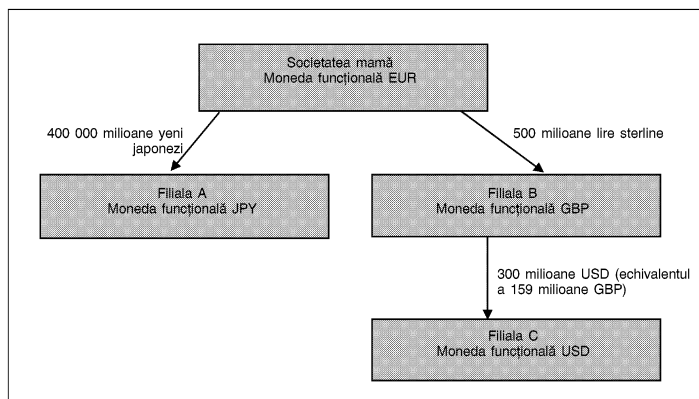 Societatea mamă
Moneda funcțională EUR
400 000 milioane yeni
japonezi
500 milioane lire sterline
Filiala A
Moneda funcțională JPY
Filiala B
Moneda funcțională GBP
300 milioane USD (echivalentul
a 159 milioane GBP)
Filiala C
Moneda funcțională USD